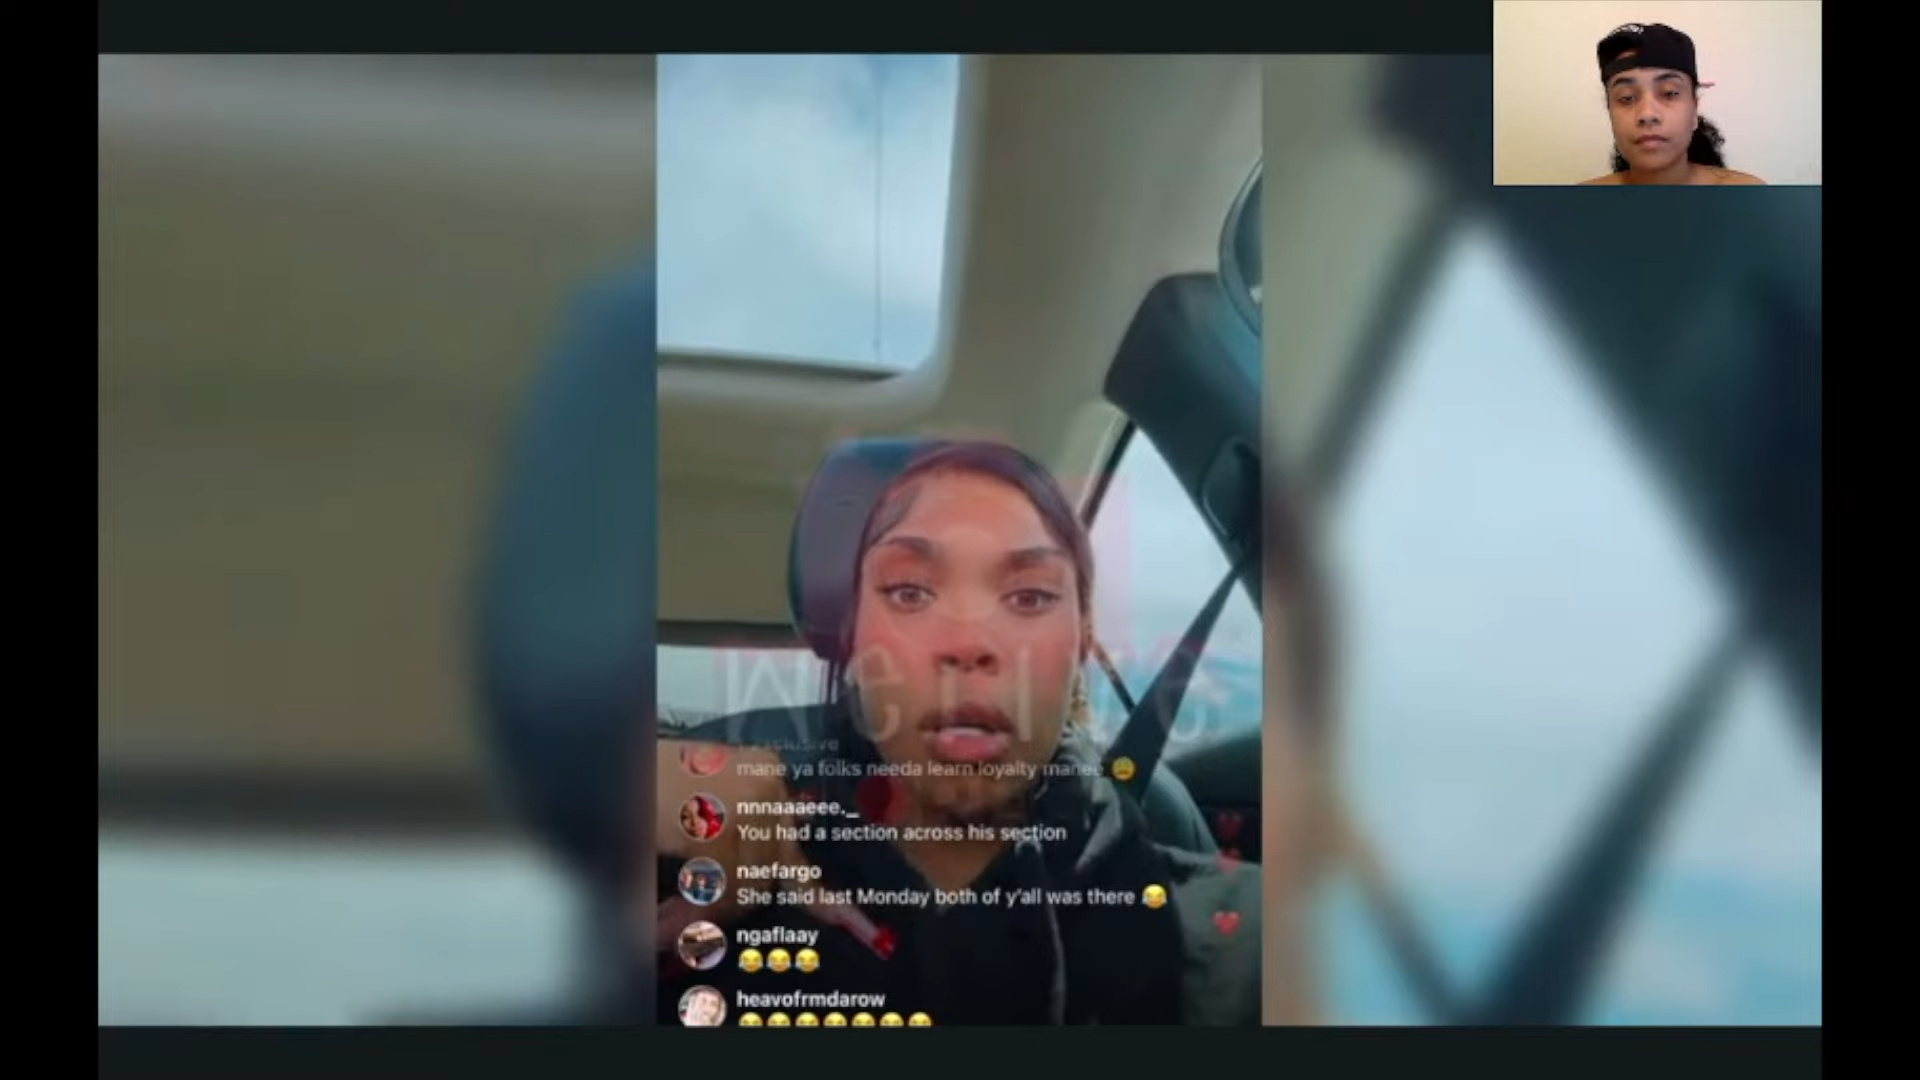 mane ya folks needa learn loyalty manee 😩
nnnaaaeee._
You had a section across his section
naefargo
She said last Monday both of y'all was there 😂
ngaflaay
😂😂😂
heavofrmdarow
😂😂😂😂😂😂😂